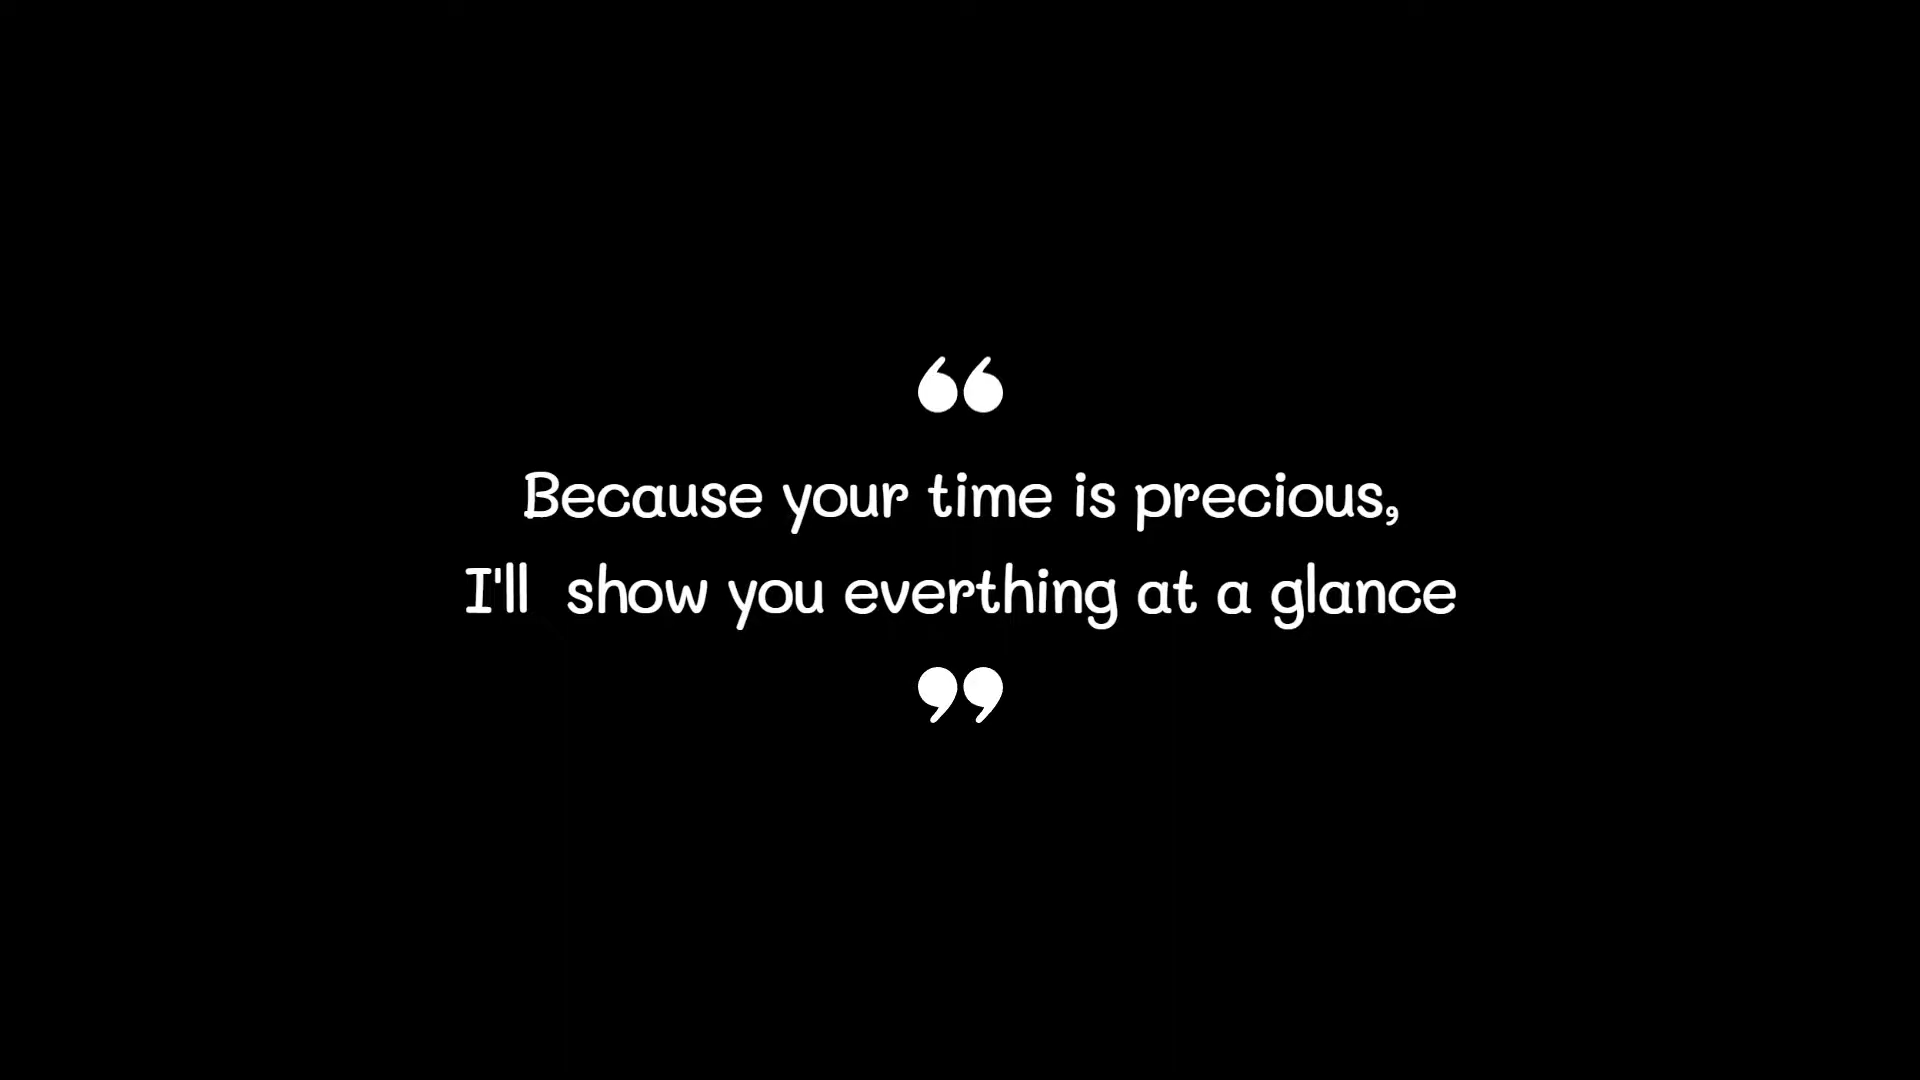 “
Because your time is precious,
I'll  show you everthing at a glance
”